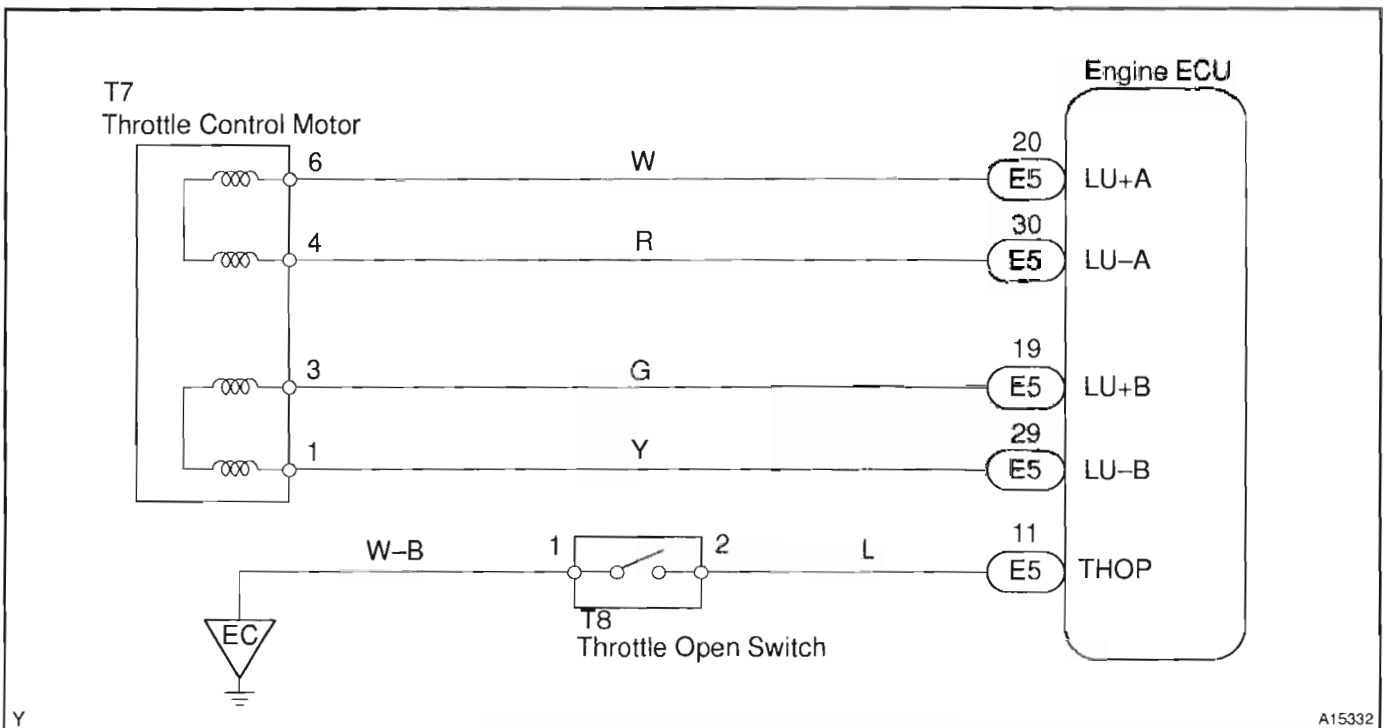 Engine ECU
T7
Throttle Control Motor
6 W 20 E5 LU+A
4 R 30 E5 LU–A
3 G 19 E5 LU+B
1 Y 29 E5 LU–B
W–B 1 2 L 11 E5 THOP
T8
Throttle Open Switch
EC
Y
A15332